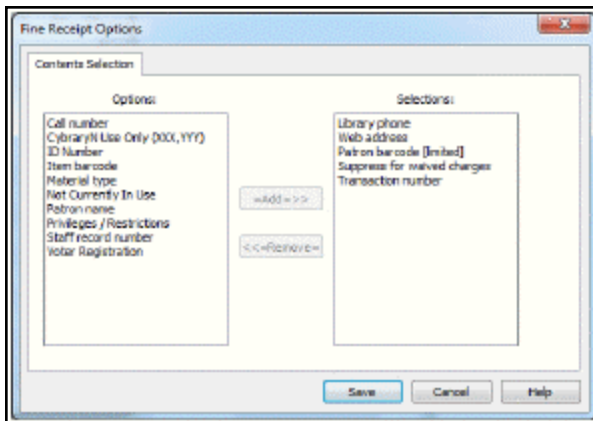 Fine Receipt Options
Contents Selection
Options:
Selections:
Call number
CybraryN Use Only (XXX,YYY)
ID Number
Item barcode
Material type
Not Currently In Use
Patron name
Privileges / Restrictions
Staff record number
Voter Registration
=Add=>>
<<=Remove=
Library phone
Web address
Patron barcode [limited]
Suppress for waived charges
Transaction number
Save
Cancel
Help